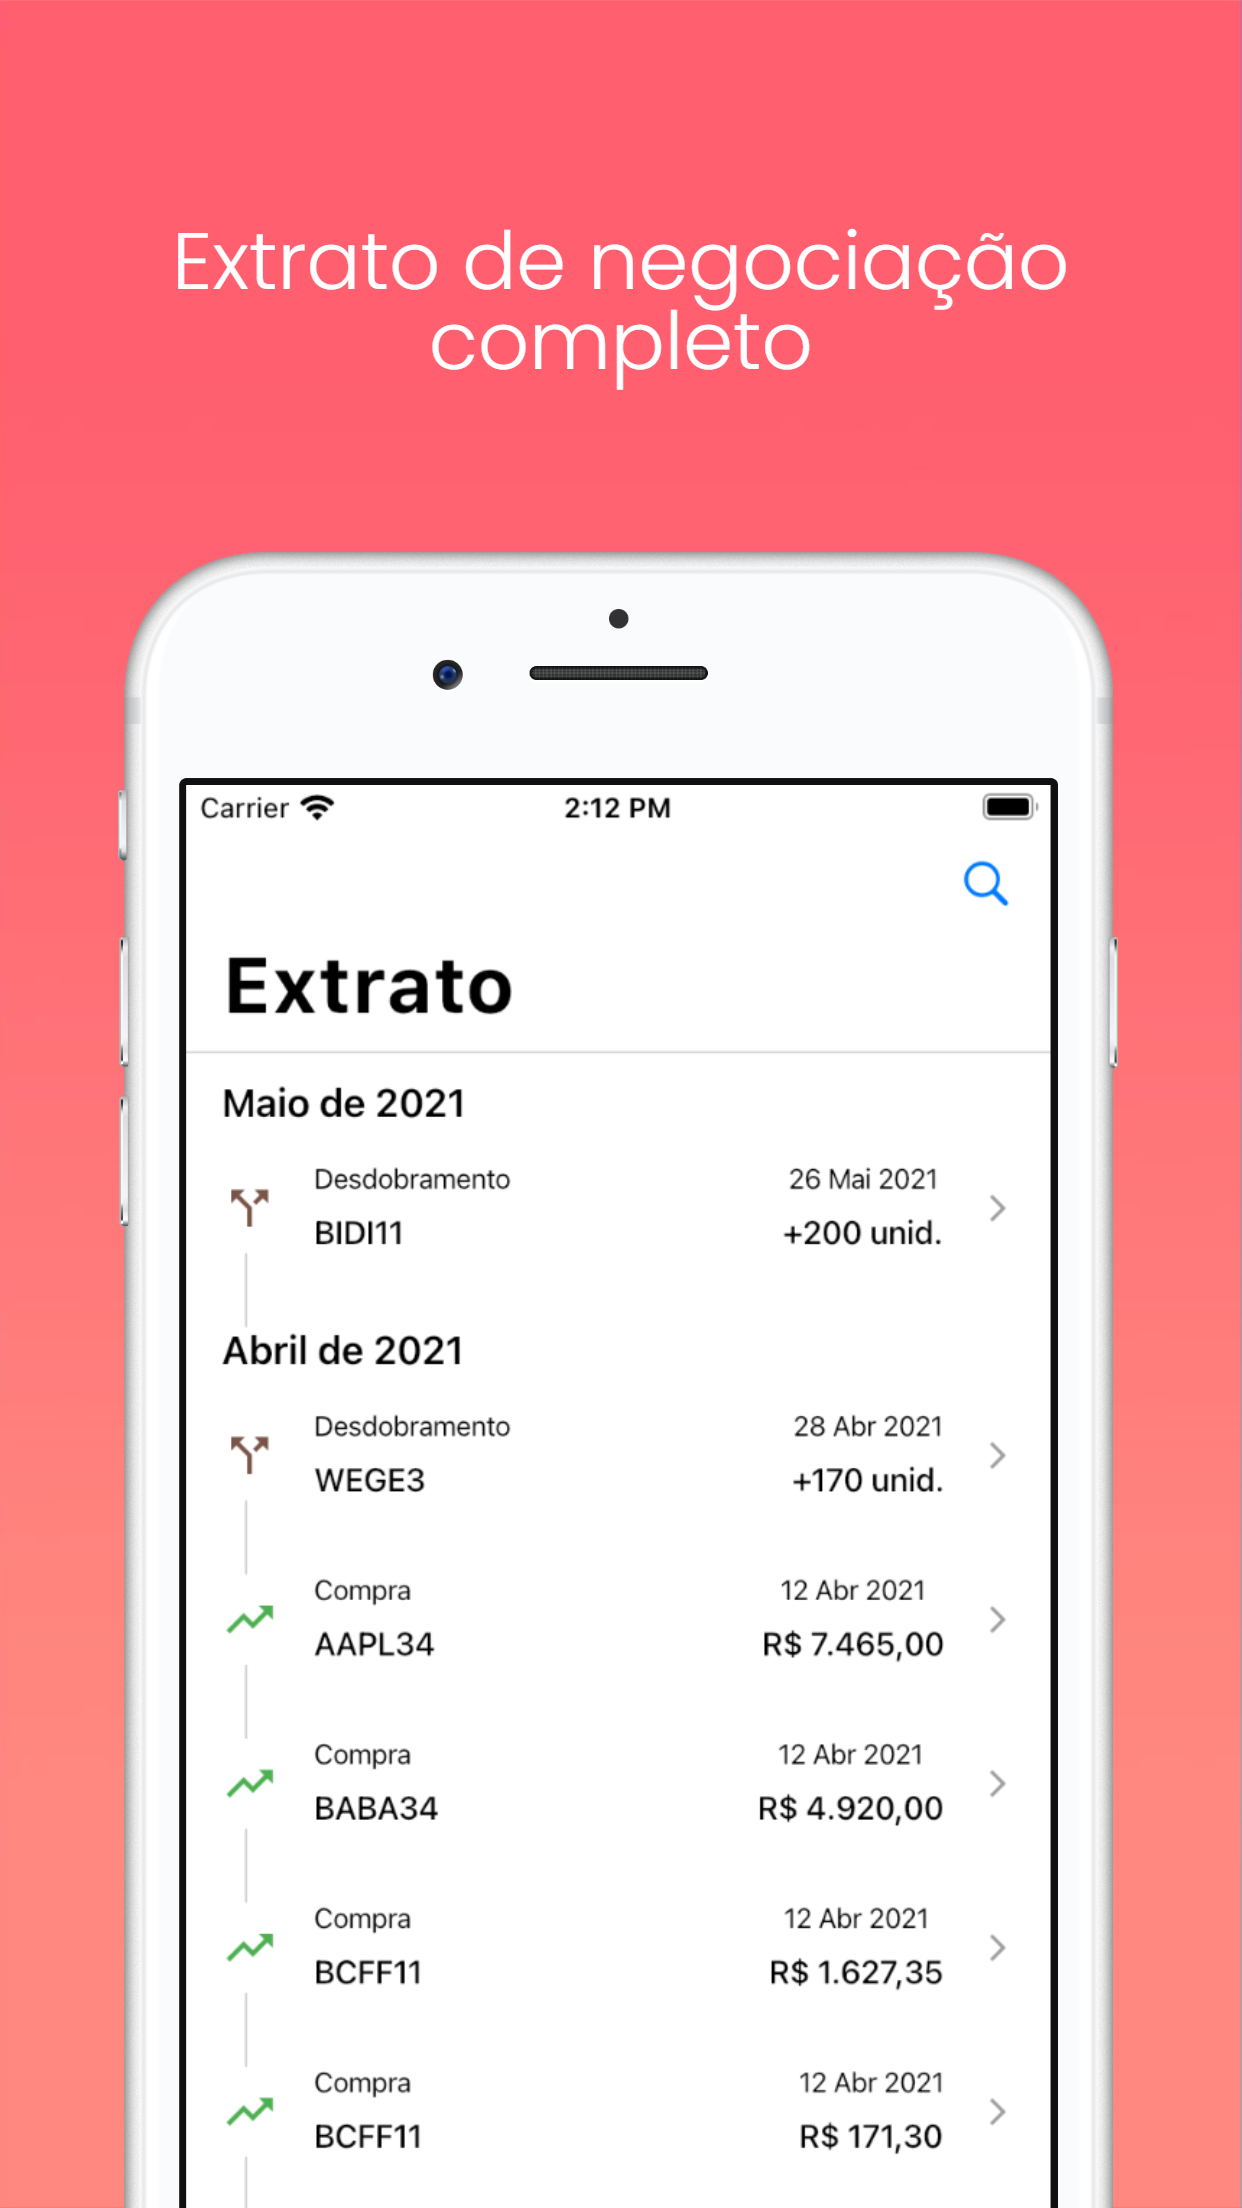 Extrato de negociação
completo
Carrier 2:12 PM
Extrato
Maio de 2021
Desdobramento 26 Mai 2021
BIDI11 +200 unid.
Abril de 2021
Desdobramento 28 Abr 2021
WEGE3 +170 unid.
Compra 12 Abr 2021
AAPL34 R$ 7.465,00
Compra 12 Abr 2021
BABA34 R$ 4.920,00
Compra 12 Abr 2021
BCFF11 R$ 1.627,35
Compra 12 Abr 2021
BCFF11 R$ 171,30